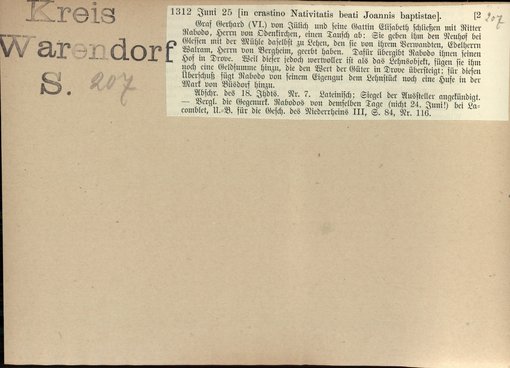 Kreis
Warendorf
S. 207
1312 Juni 25 [in crastino Nativitatis beati Joannis baptistae]. [2
207
Graf Gerhard (VI.) von Jülich und seine Gattin Elisabeth schließen mit Ritter
Rabodo, Herrn von Odenkirchen, einen Tausch ab: Sie geben ihm den Neuhof bei
Glessen mit der Mühle daselbst zu Lehen, den sie von ihrem Verwandten, Edelherrn
Walram, Herrn von Bergheim, geerbt haben. Dafür übergibt Rabodo ihnen seinen
Hof in Drove. Weil dieser jedoch wertvoller ist als das Lehnsobjekt, fügen sie ihm
noch eine Geldsumme hinzu, die den Wert der Güter in Drove übersteigt; für diesen
Überschuß fügt Rabodo von seinem Eigengut dem Lehnstück noch eine Hufe in der
Mark von Büsdorf hinzu.
Abschr. des 18. Jhdts. Nr. 7. Lateinisch; Siegel der Aussteller angekündigt.
— Vergl. die Gegenurk. Rabodos von demselben Tage (nicht 24. Juni!) bei La-
comblet, U.-B. für die Gesch. des Niederrheins III, S. 84, Nr. 116.